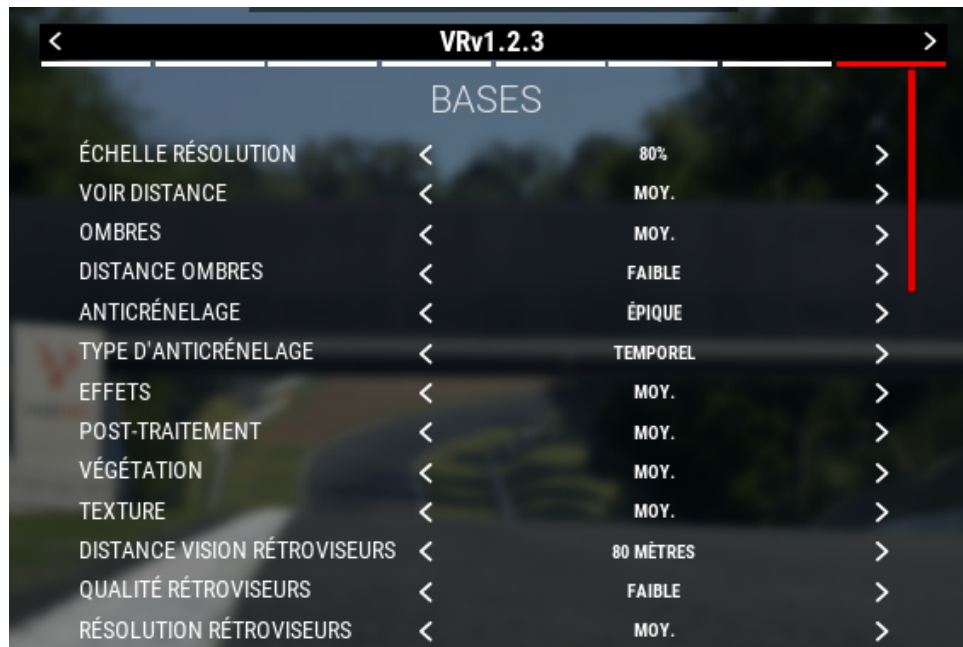 VRv1.2.3
BASES
ÉCHELLE RÉSOLUTION 80%
VOIR DISTANCE MOY.
OMBRES MOY.
DISTANCE OMBRES FAIBLE
ANTICRÉNELAGE ÉPIQUE
TYPE D'ANTICRÉNELAGE TEMPOREL
EFFETS MOY.
POST-TRAITEMENT MOY.
VÉGÉTATION MOY.
TEXTURE MOY.
DISTANCE VISION RÉTROVISEURS 80 MÈTRES
QUALITÉ RÉTROVISEURS FAIBLE
RÉSOLUTION RÉTROVISEURS MOY.